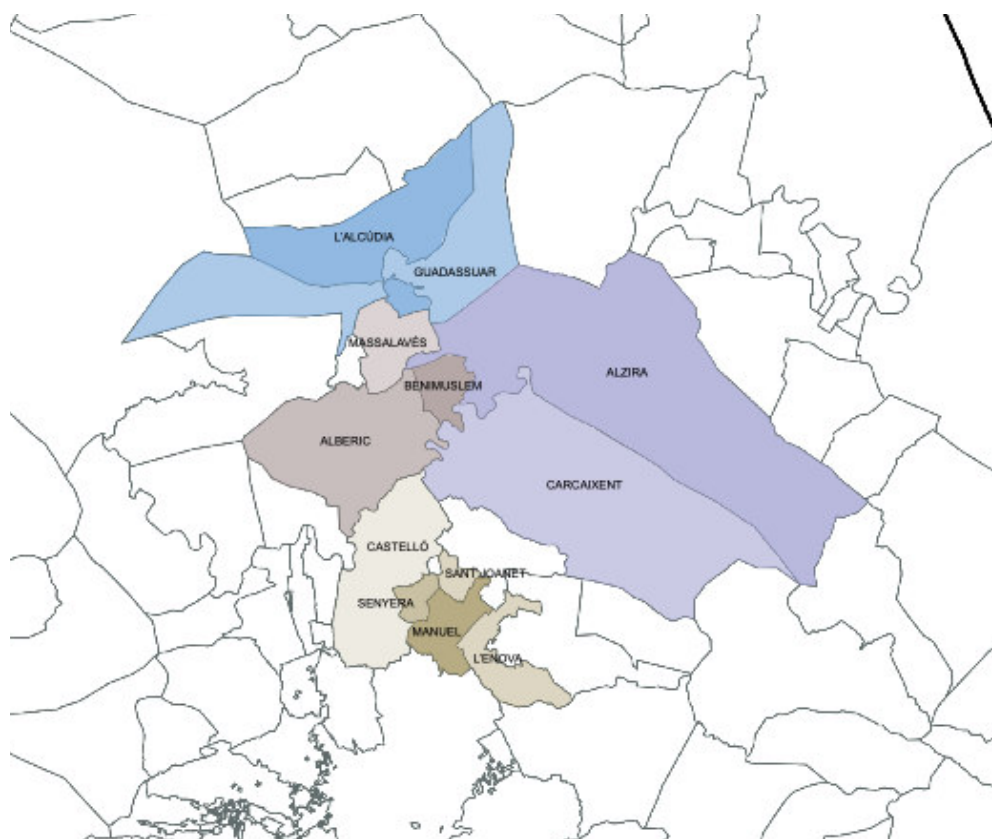 L'ALCÚDIA
GUADASSUAR
MASSALAVÉS
ALZIRA
BENIMUSLEM
ALBERIC
CARCAIXENT
CASTELLÓ
SANT JOANET
SENYERA
MANUEL
L'ENOVA